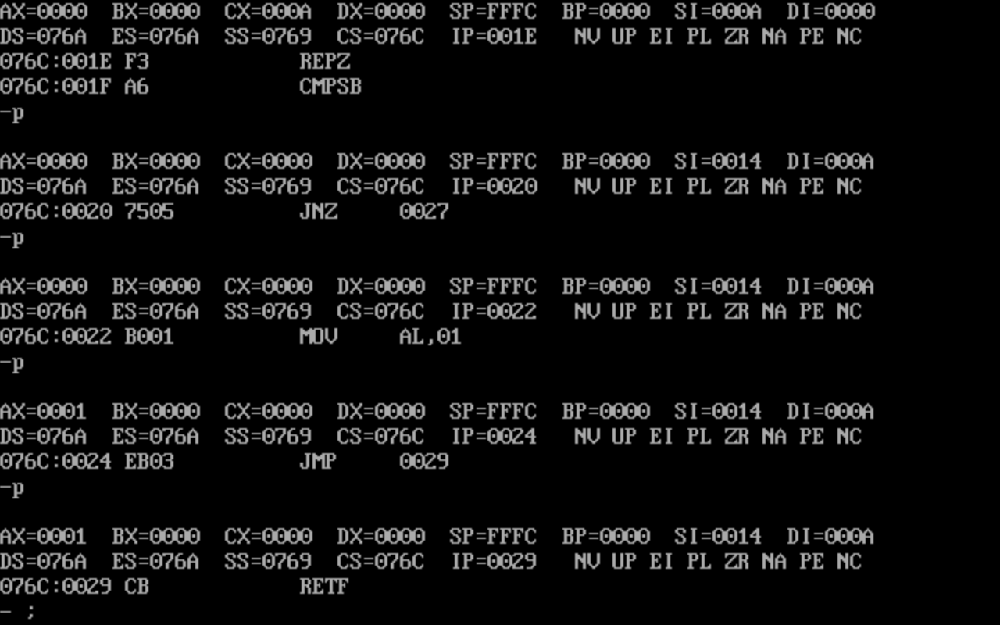 AX=0000  BX=0000  CX=000A  DX=0000  SP=FFFC  BP=0000  SI=000A  DI=0000
DS=076A  ES=076A  SS=0769  CS=076C  IP=001E   NV UP EI PL ZR NA PE NC
076C:001E F3            REPZ
076C:001F A6            CMPSB
-p
AX=0000  BX=0000  CX=0000  DX=0000  SP=FFFC  BP=0000  SI=0014  DI=000A
DS=076A  ES=076A  SS=0769  CS=076C  IP=0020   NV UP EI PL ZR NA PE NC
076C:0020 7505          JNZ     0027
-p
AX=0000  BX=0000  CX=0000  DX=0000  SP=FFFC  BP=0000  SI=0014  DI=000A
DS=076A  ES=076A  SS=0769  CS=076C  IP=0022   NV UP EI PL ZR NA PE NC
076C:0022 B001          MOV     AL,01
-p
AX=0001  BX=0000  CX=0000  DX=0000  SP=FFFC  BP=0000  SI=0014  DI=000A
DS=076A  ES=076A  SS=0769  CS=076C  IP=0024   NV UP EI PL ZR NA PE NC
076C:0024 EB03          JMP     0029
-p
AX=0001  BX=0000  CX=0000  DX=0000  SP=FFFC  BP=0000  SI=0014  DI=000A
DS=076A  ES=076A  SS=0769  CS=076C  IP=0029   NV UP EI PL ZR NA PE NC
076C:0029 CB            RETF
- ;